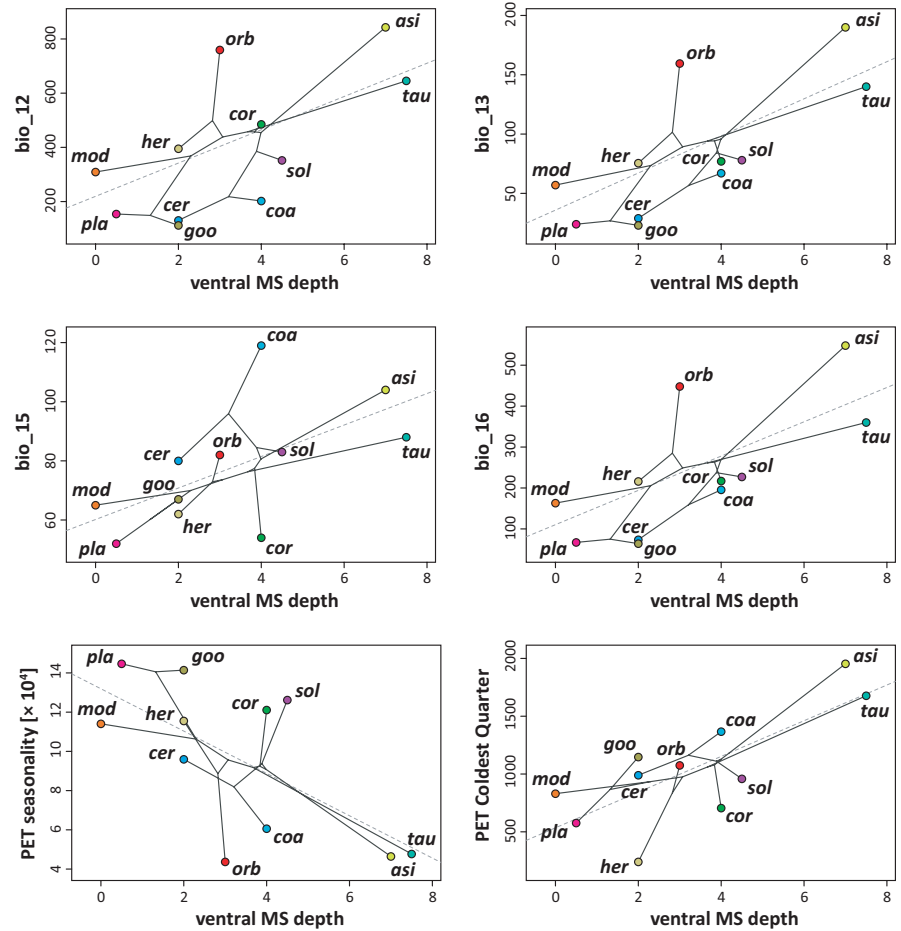 bio_12
800
600
400
200
asi
orb
tau
cor
her
mod
sol
cer
coa
pla
goo
0 2 4 6 8
ventral MS depth
bio_13
200
150
100
50
asi
orb
tau
her
cor
sol
mod
coa
cer
pla
goo
0 2 4 6 8
ventral MS depth
bio_15
120
100
80
60
coa
asi
orb
cer
sol
tau
goo
mod
her
pla
cor
0 2 4 6 8
ventral MS depth
bio_16
500
400
300
200
100
asi
orb
tau
her
sol
cor
mod
coa
cer
pla
goo
0 2 4 6 8
ventral MS depth
PET seasonality [× 10⁴]
14
12
10
8
6
4
pla
goo
sol
mod
her
cor
cer
coa
tau
orb
asi
0 2 4 6 8
ventral MS depth
PET Coldest Quarter
2000
1500
1000
500
asi
coa
tau
goo
orb
mod
cer
sol
cor
pla
her
0 2 4 6 8
ventral MS depth